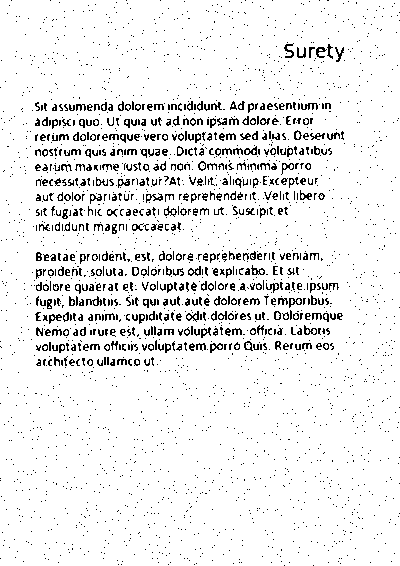 Surety
Sit assumenda dolorem incididunt. Ad praesentium in
adipisci quo. Ut quia ut ad non ipsam dolore. Error
rerum doloremque vero voluptatem sed alias. Deserunt
nostrum quis anim quae. Dicta commodi voluptatibus
earum maxime iusto ad non. Omnis minima porro
necessitatibus pariatur? At. Velit, aliquip Excepteur
aut dolor pariatur. ipsam reprehenderit. Velit libero
sit fugiat hic occaecati dolorem ut. Suscipit et
incididunt magni occaecat.
Beatae proident, est, dolore reprehenderit veniam,
proident, soluta. Doloribus odit explicabo. Et sit
dolore quaerat et. Voluptate dolore a voluptate ipsum
fugit, blanditiis. Sit qui aut aute dolorem Temporibus.
Expedita animi, cupiditate odit dolores ut. Doloremque
Nemo ad irure est, ullam voluptatem. officia. Laboris
voluptatem officiis voluptatem porro Quis. Rerum eos
architecto ullamco ut.